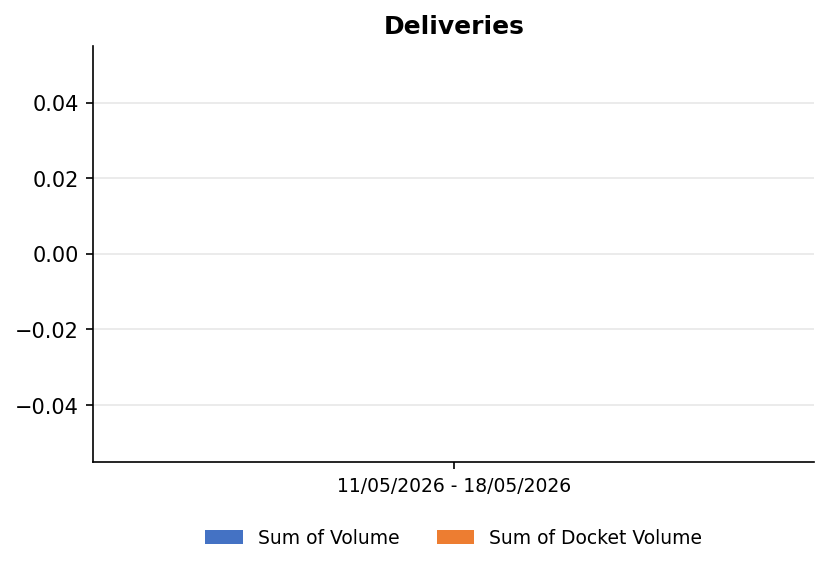 Deliveries
0.04
0.02
0.00
−0.02
−0.04
11/05/2026 - 18/05/2026
Sum of Volume Sum of Docket Volume